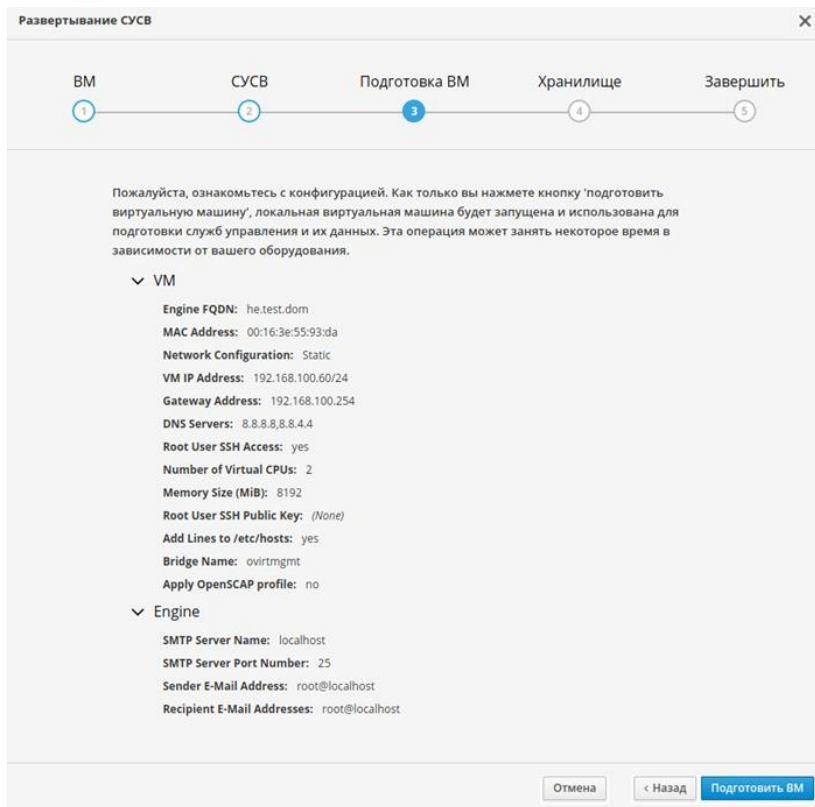 Развертывание СУСВ
ВМ СУСВ Подготовка ВМ Хранилище Завершить
1 2 3 4 5
Пожалуйста, ознакомьтесь с конфигурацией. Как только вы нажмете кнопку 'подготовить
виртуальную машину', локальная виртуальная машина будет запущена и использована для
подготовки служб управления и их данных. Эта операция может занять некоторое время в
зависимости от вашего оборудования.
VM
Engine FQDN: he.test.dom
MAC Address: 00:16:3e:55:93:da
Network Configuration: Static
VM IP Address: 192.168.100.60/24
Gateway Address: 192.168.100.254
DNS Servers: 8.8.8.8,8.8.4.4
Root User SSH Access: yes
Number of Virtual CPUs: 2
Memory Size (MiB): 8192
Root User SSH Public Key: (None)
Add Lines to /etc/hosts: yes
Bridge Name: ovirtmgmt
Apply OpenSCAP profile: no
Engine
SMTP Server Name: localhost
SMTP Server Port Number: 25
Sender E-Mail Address: root@localhost
Recipient E-Mail Addresses: root@localhost
Отмена < Назад Подготовить ВМ